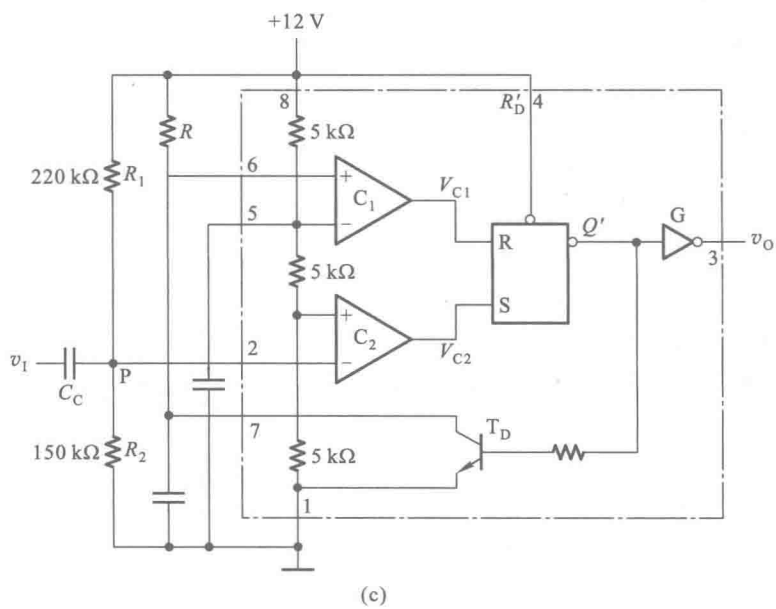 +12 V
8
R′D 4
5 kΩ
R
220 kΩ R1
6
+
C1
−
VC1
5
R
Q′
G
3
vO
5 kΩ
S
+
C2
−
VC2
vI
CC
P
2
7
TD
150 kΩ R2
5 kΩ
1
(c)